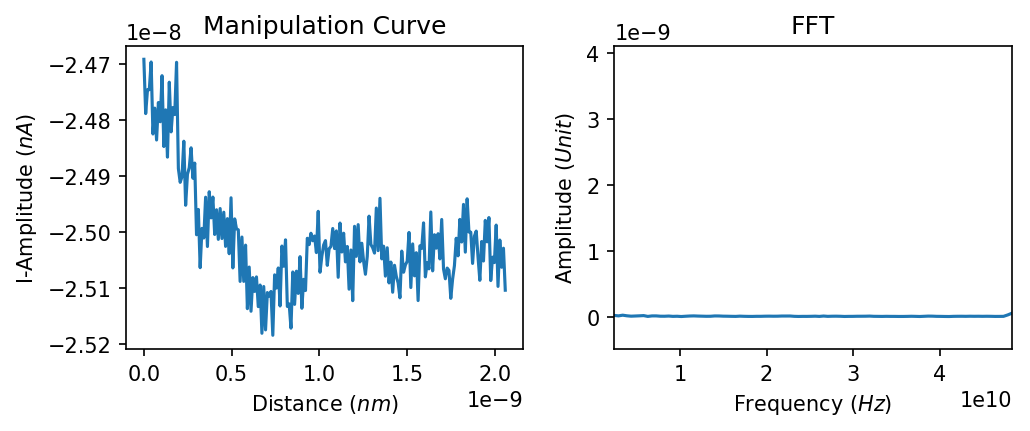 Manipulation Curve
1e−8
−2.47
−2.48
−2.49
−2.50
−2.51
−2.52
I-Amplitude (nA)
0.0 0.5 1.0 1.5 2.0
1e−9
Distance (nm)
FFT
1e−9
4
3
2
1
0
Amplitude (Unit)
1 2 3 4
1e10
Frequency (Hz)